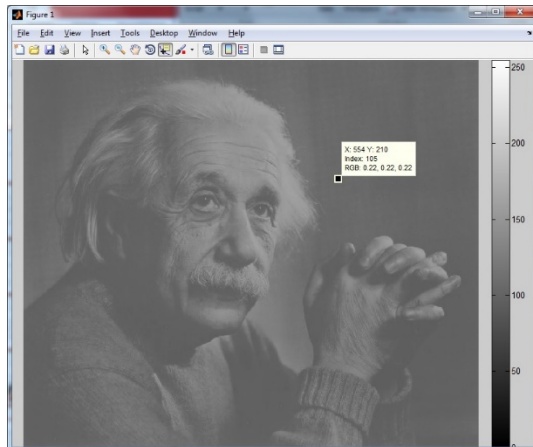 Figure 1
File Edit View Insert Tools Desktop Window Help
250
X: 554 Y: 210
Index: 105
RGB: 0.22, 0.22, 0.22
200
150
100
50
0